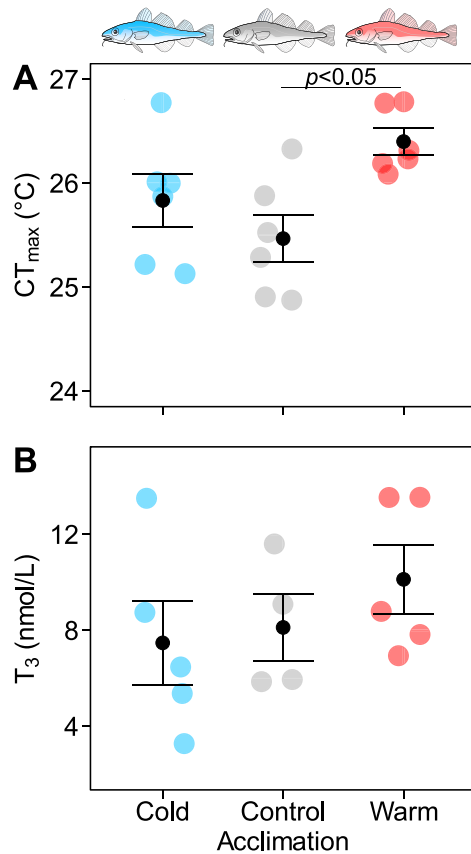 A
p<0.05
27
26
25
24
CTmax (°C)
B
12
8
4
T3 (nmol/L)
Cold Control Warm
Acclimation